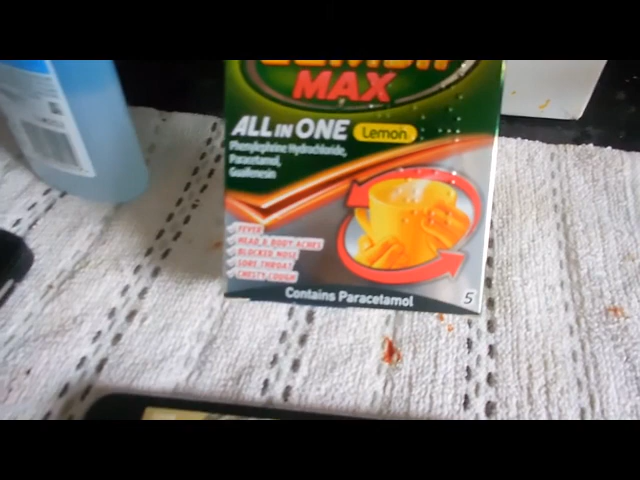 MAX
ALL IN ONE Lemon
Phenylephrine Hydrochloride,
Paracetamol,
Guaifenesin
FEVER
HEAD & BODY ACHES
BLOCKED NOSE
SORE THROAT
CHESTY COUGH
Contains Paracetamol
5